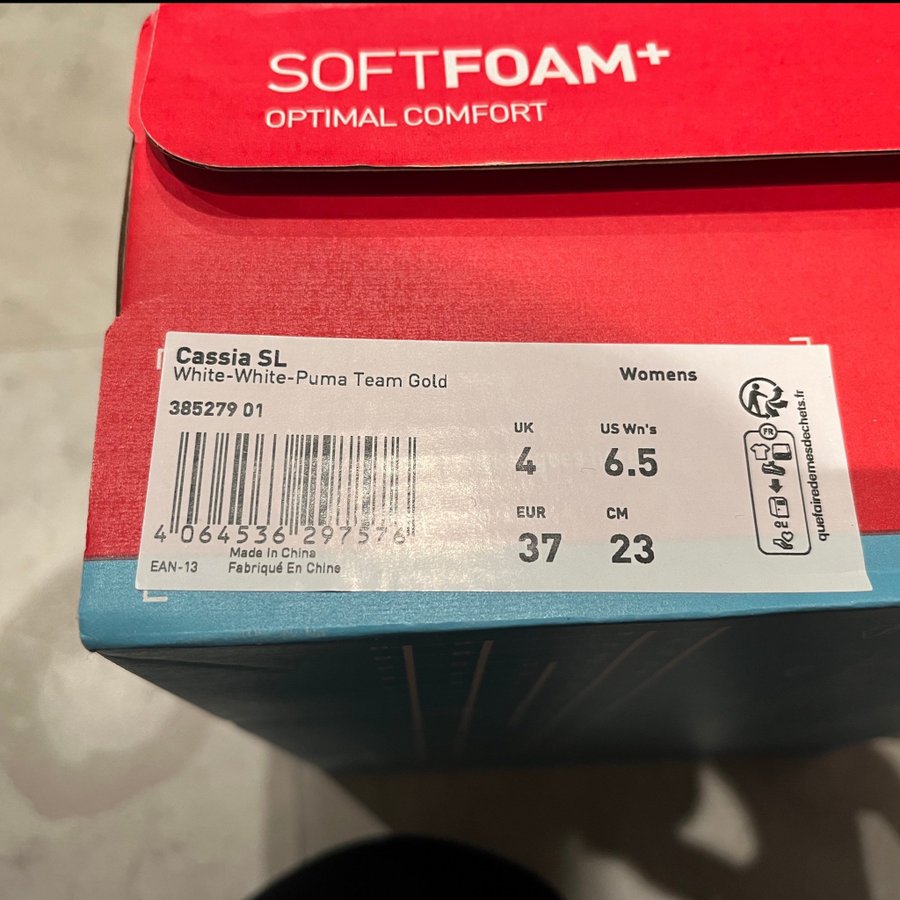 SOFTFOAM+
OPTIMAL COMFORT
Cassia SL
White-White-Puma Team Gold
Womens
385279 01
UK
US Wn's
4
6.5
EUR
CM
37
23
4 064536 297576
Made In China
EAN-13
Fabriqué En Chine
FR
quefairedemesdechets.fr